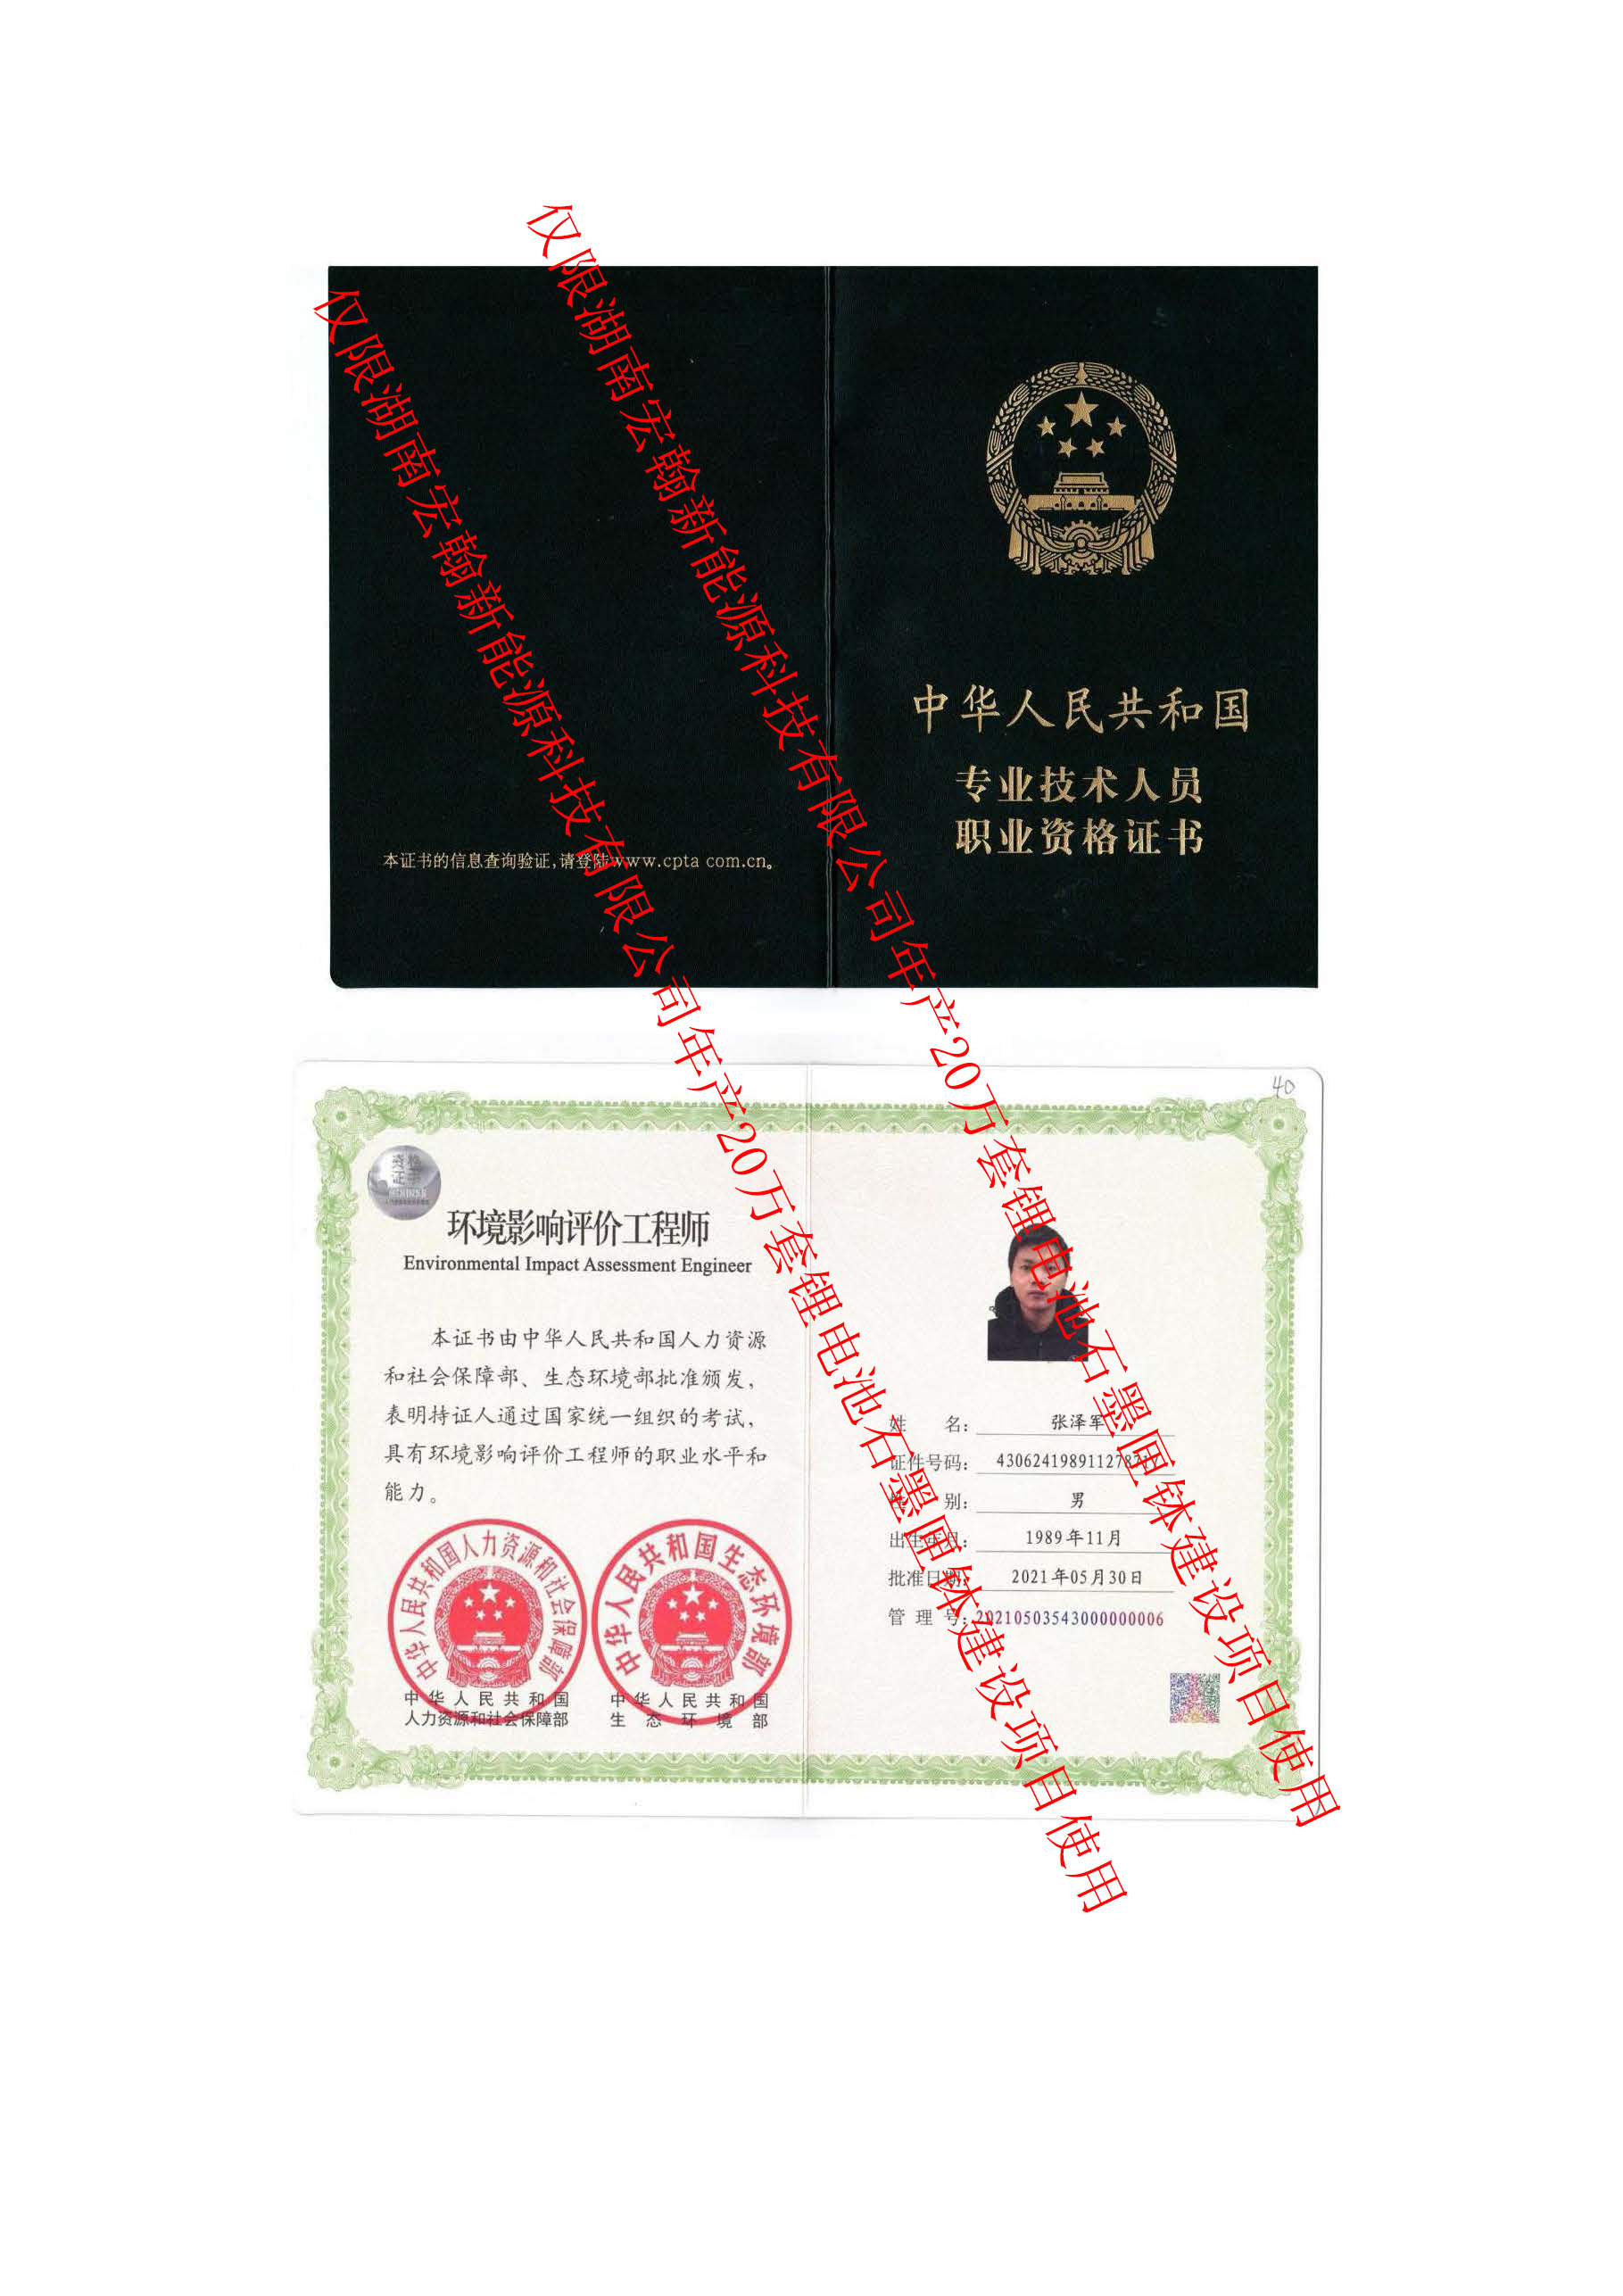 仅限湖南宏翰新能源科技有限公司年产20万套锂电池石墨匣钵建设项目使用
仅限湖南宏翰新能源科技有限公司年产20万套锂电池石墨匣钵建设项目使用
中华人民共和国
专业技术人员
职业资格证书
本证书的信息查询验证,请登陆www.cpta com.cn。
40
资格
证书
环境影响评价工程师
Environmental Impact Assessment Engineer
本证书由中华人民共和国人力资源
和社会保障部、生态环境部批准颁发,
表明持证人通过国家统一组织的考试,
具有环境影响评价工程师的职业水平和
能力。
中华人民共和国人力资源和社会保障部
中华人民共和国生态环境部
中华人民共和国
人力资源和社会保障部
中华人民共和国
生态环境部
姓 名: 张泽军
证件号码:
性 别: 男
出生年月: 1989年11月
批准日期: 2021年05月30日
管 理 号: 20210503543000000006